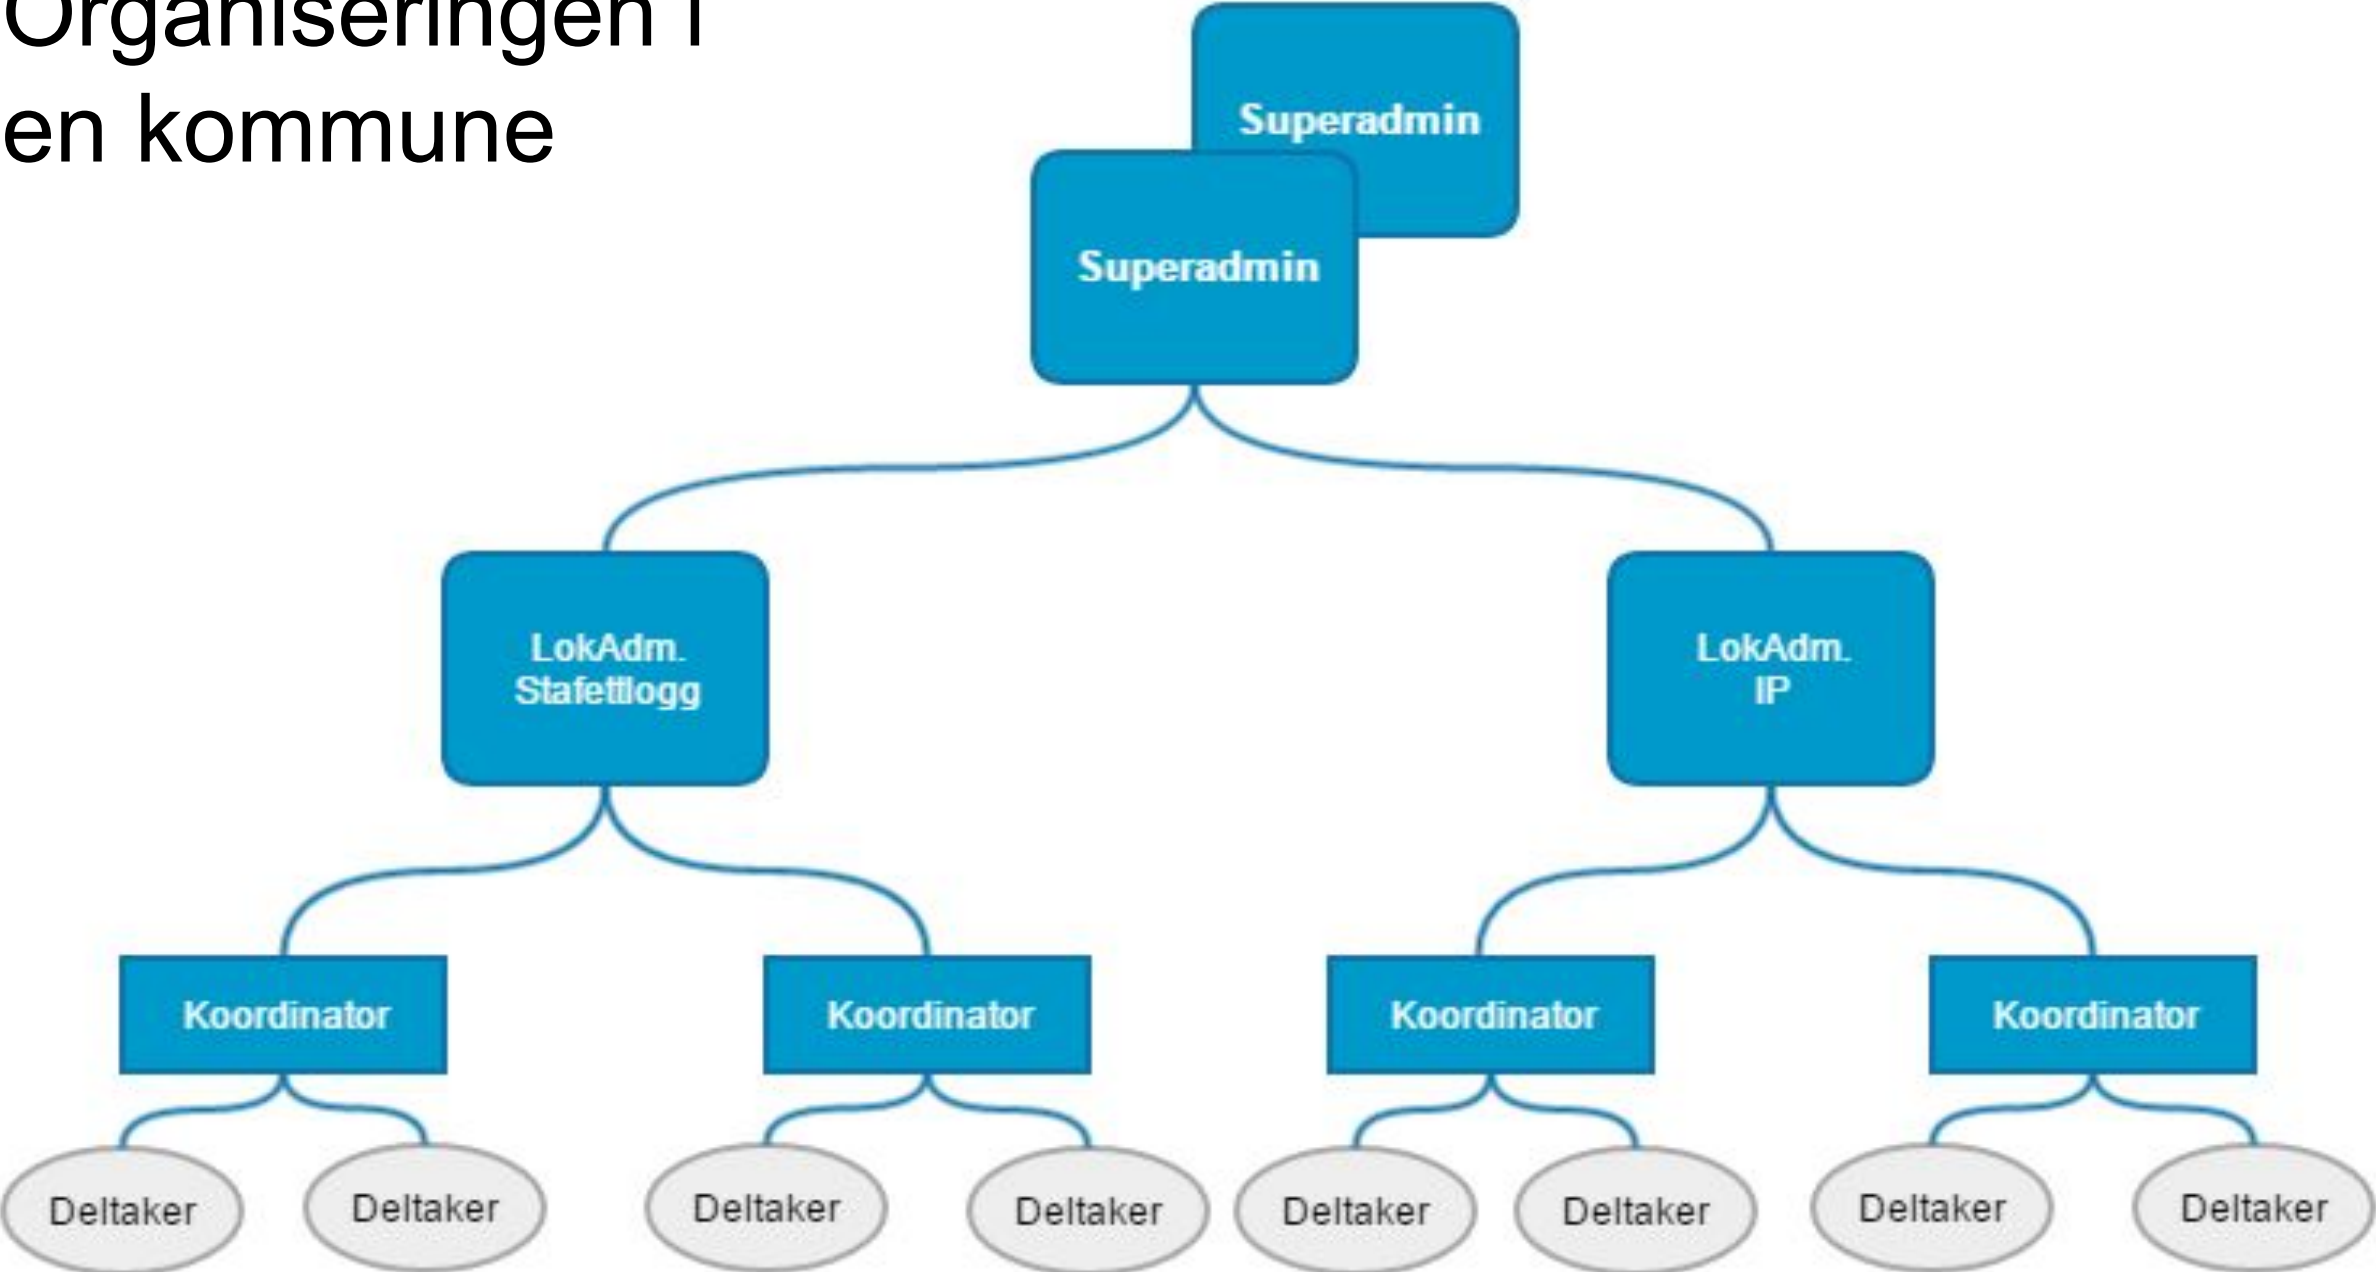 Organiseringen i
en kommune
Superadmin
Superadmin
LokAdm.
Stafettlogg
LokAdm.
IP
Koordinator
Koordinator
Koordinator
Koordinator
Deltaker
Deltaker
Deltaker
Deltaker
Deltaker
Deltaker
Deltaker
Deltaker